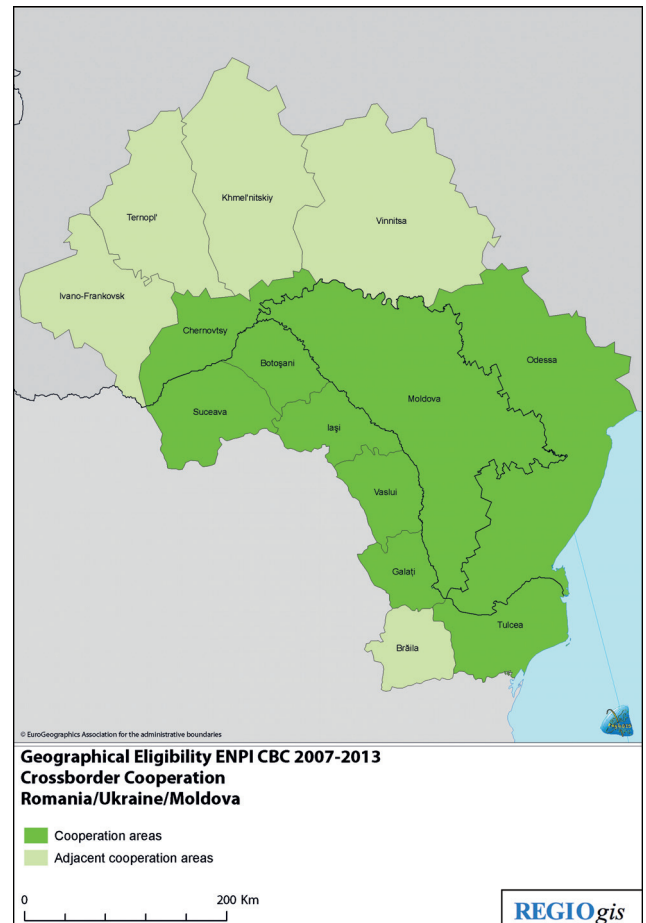 Khmel'nitskiy
Ternopl'
Vinnitsa
Ivano-Frankovsk
Chernovtsy
Odessa
Botoşani
Moldova
Suceava
Iaşi
Vaslui
Galaţi
Tulcea
Brăila
© EuroGeographics Association for the administrative boundaries
Geographical Eligibility ENPI CBC 2007-2013
Crossborder Cooperation
Romania/Ukraine/Moldova
Cooperation areas
Adjacent cooperation areas
0 200 Km
REGIOgis